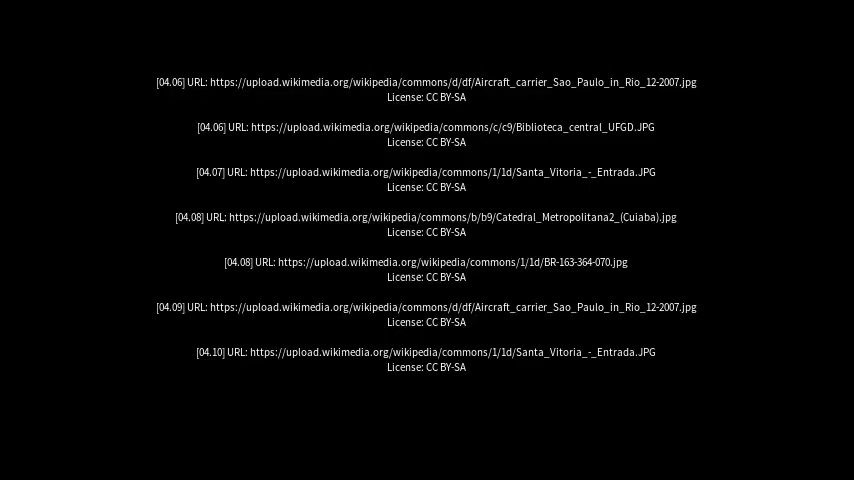 [04.06] URL: https://upload.wikimedia.org/wikipedia/commons/d/df/Aircraft_carrier_Sao_Paulo_in_Rio_12-2007.jpg
License: CC BY-SA
[04.06] URL: https://upload.wikimedia.org/wikipedia/commons/c/c9/Biblioteca_central_UFGD.JPG
License: CC BY-SA
[04.07] URL: https://upload.wikimedia.org/wikipedia/commons/1/1d/Santa_Vitoria_-_Entrada.JPG
License: CC BY-SA
[04.08] URL: https://upload.wikimedia.org/wikipedia/commons/b/b9/Catedral_Metropolitana2_(Cuiaba).jpg
License: CC BY-SA
[04.08] URL: https://upload.wikimedia.org/wikipedia/commons/1/1d/BR-163-364-070.jpg
License: CC BY-SA
[04.09] URL: https://upload.wikimedia.org/wikipedia/commons/d/df/Aircraft_carrier_Sao_Paulo_in_Rio_12-2007.jpg
License: CC BY-SA
[04.10] URL: https://upload.wikimedia.org/wikipedia/commons/1/1d/Santa_Vitoria_-_Entrada.JPG
License: CC BY-SA